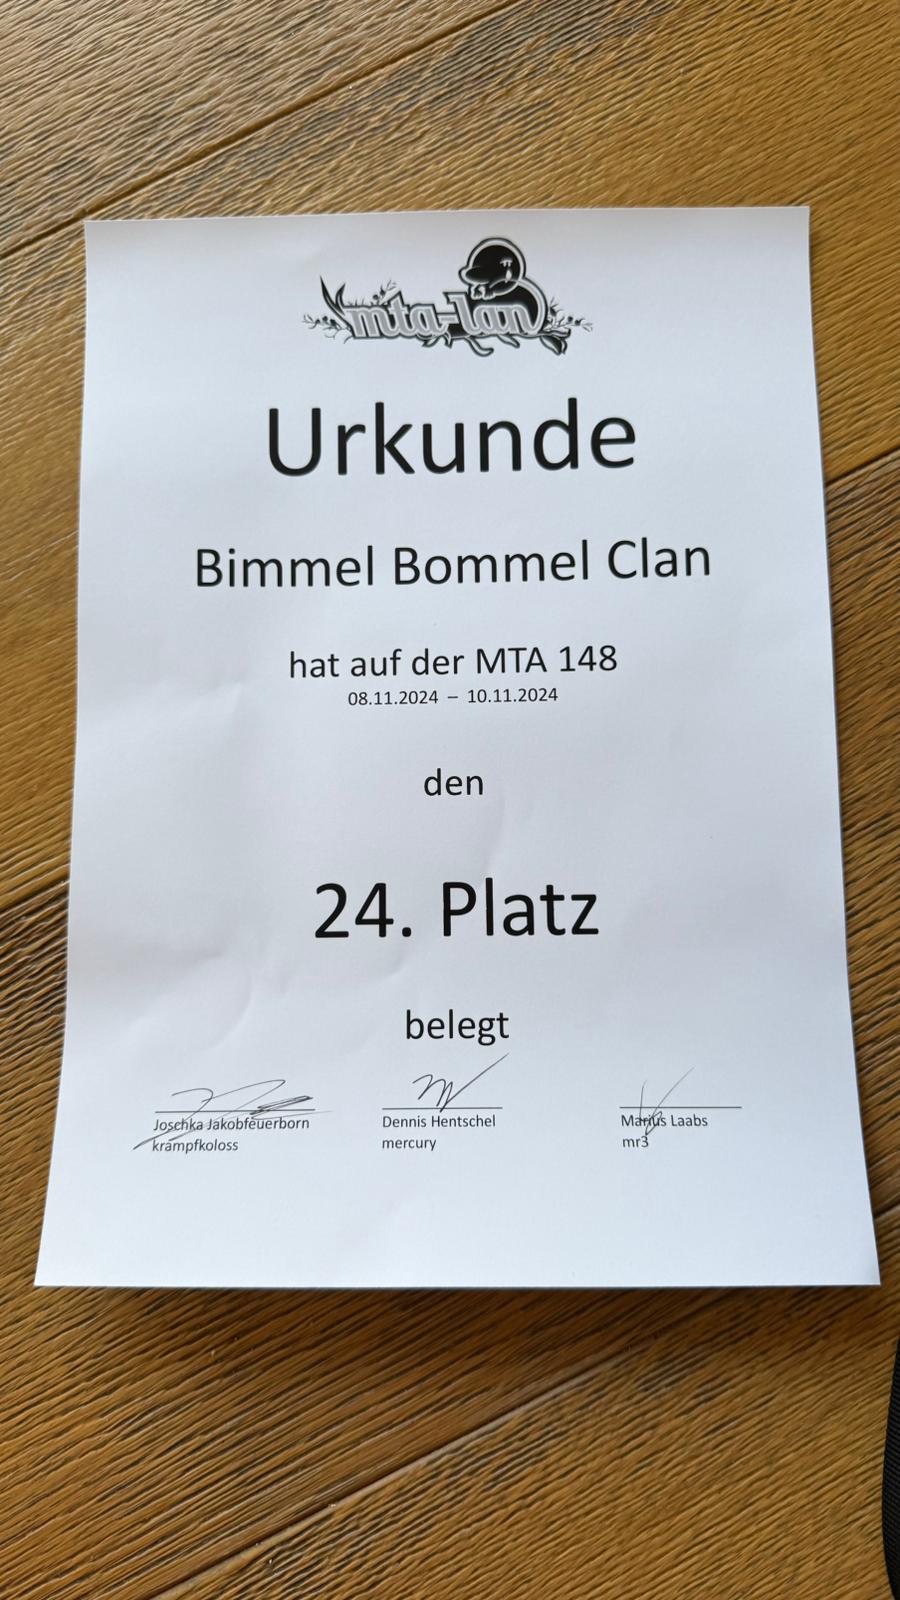 mta-lan
Urkunde
Bimmel Bommel Clan
hat auf der MTA 148
08.11.2024 – 10.11.2024
den
24. Platz
belegt
Joschka Jakobfeuerborn
krampfkoloss
Dennis Hentschel
mercury
Marius Laabs
mr3